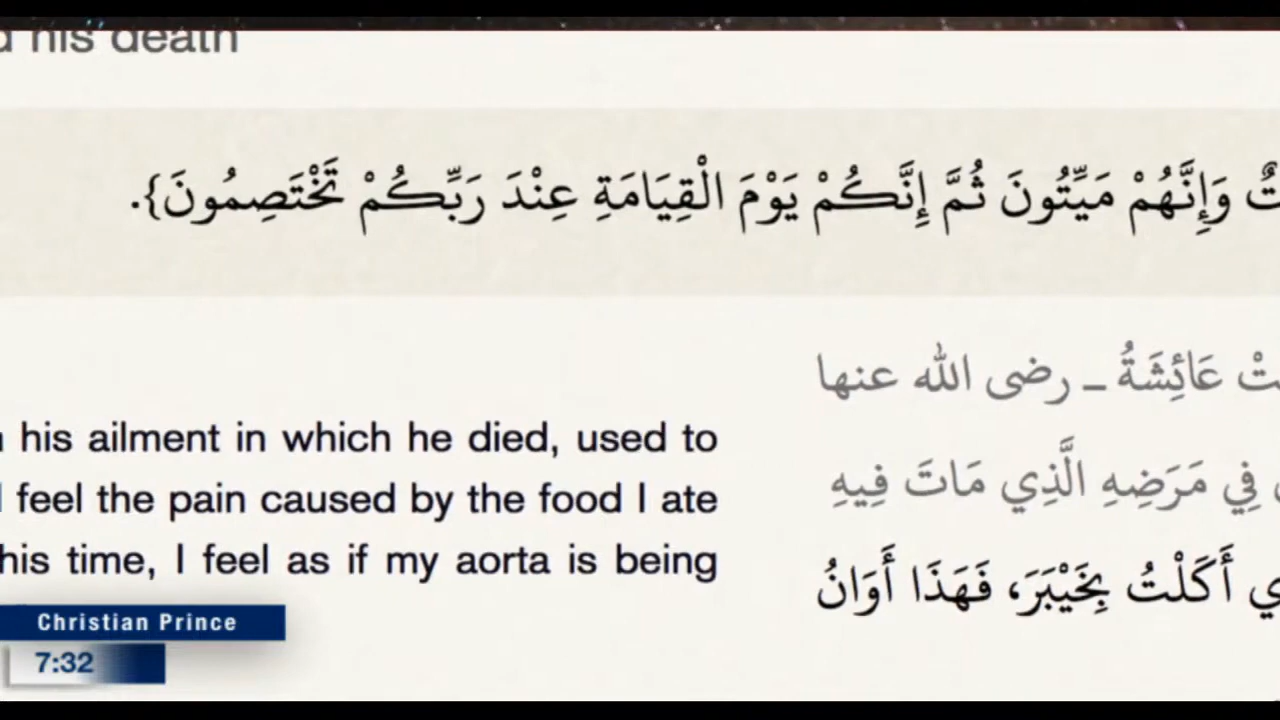 his death
وَإِنَّهُمْ مَيِّتُونَ ثُمَّ إِنَّكُمْ يَوْمَ الْقِيَامَةِ عِنْدَ رَبِّكُمْ تَخْتَصِمُونَ}.
his ailment in which he died, used to
feel the pain caused by the food I ate
his time, I feel as if my aorta is being
عَائِشَةُ ـ رضى الله عنها
فِي مَرَضِهِ الَّذِي مَاتَ فِيهِ
أَكَلْتُ بِخَيْبَرَ، فَهَذَا أَوَانُ
Christian Prince
7:32